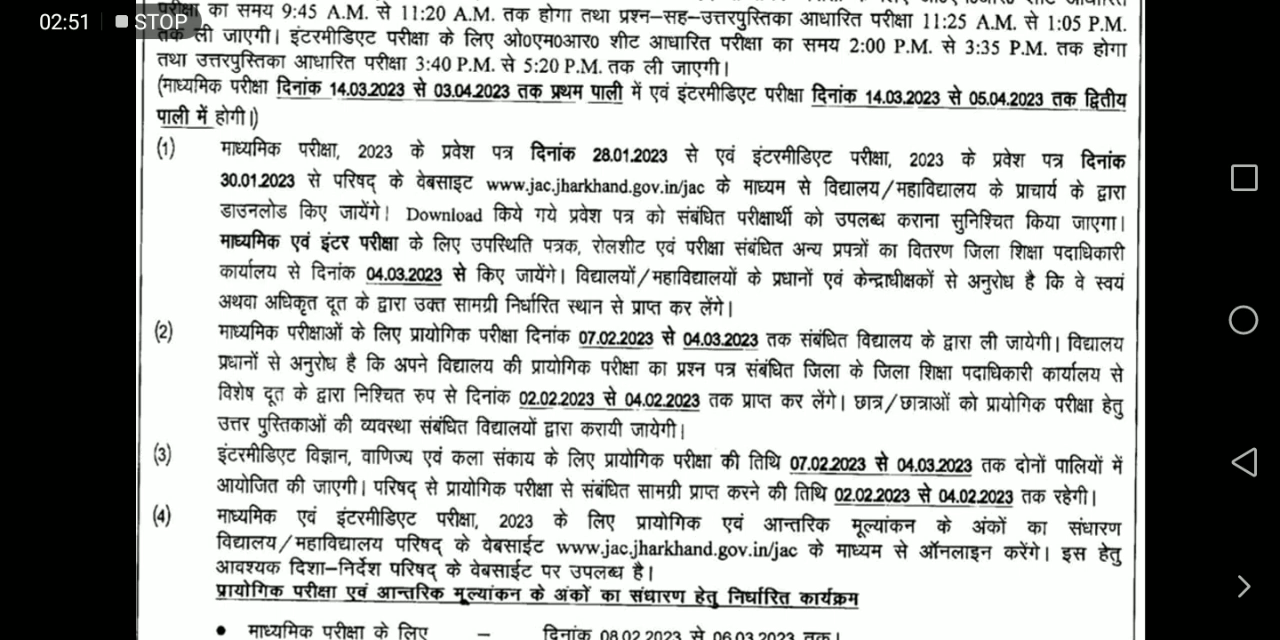 02:51 STOP
परीक्षा का समय 9:45 A.M. से 11:20 A.M. तक होगा तथा प्रश्न–सह–उत्तरपुस्तिका आधारित परीक्षा 11:25 A.M. से 1:05 P.M.
तक ली जाएगी। इंटरमीडिएट परीक्षा के लिए ओ0एम0आर0 शीट आधारित परीक्षा का समय 2:00 P.M. से 3:35 P.M. तक होगा
तथा उत्तरपुस्तिका आधारित परीक्षा 3:40 P.M. से 5:20 P.M. तक ली जाएगी।
(माध्यमिक परीक्षा दिनांक 14.03.2023 से 03.04.2023 तक प्रथम पाली में एवं इंटरमीडिएट परीक्षा दिनांक 14.03.2023 से 05.04.2023 तक द्वितीय
पाली में होगी।)
(1) माध्यमिक परीक्षा, 2023 के प्रवेश पत्र दिनांक 28.01.2023 से एवं इंटरमीडिएट परीक्षा, 2023 के प्रवेश पत्र दिनांक
30.01.2023 से परिषद् के वेबसाइट www.jac.jharkhand.gov.in/jac के माध्यम से विद्यालय/महाविद्यालय के प्राचार्य के द्वारा
डाउनलोड किए जायेंगे। Download किये गये प्रवेश पत्र को संबंधित परीक्षार्थी को उपलब्ध कराना सुनिश्चित किया जाएगा।
माध्यमिक एवं इंटर परीक्षा के लिए उपस्थिति पत्रक, रोलशीट एवं परीक्षा संबंधित अन्य प्रपत्रों का वितरण जिला शिक्षा पदाधिकारी
कार्यालय से दिनांक 04.03.2023 से किए जायेंगे। विद्यालयों/महाविद्यालयों के प्रधानों एवं केन्द्राधीक्षकों से अनुरोध है कि वे स्वयं
अथवा अधिकृत दूत के द्वारा उक्त सामग्री निर्धारित स्थान से प्राप्त कर लेंगे।
(2) माध्यमिक परीक्षाओं के लिए प्रायोगिक परीक्षा दिनांक 07.02.2023 से 04.03.2023 तक संबंधित विद्यालय के द्वारा ली जायेगी। विद्यालय
प्रधानों से अनुरोध है कि अपने विद्यालय की प्रायोगिक परीक्षा का प्रश्न पत्र संबंधित जिला के जिला शिक्षा पदाधिकारी कार्यालय से
विशेष दूत के द्वारा निश्चित रुप से दिनांक 02.02.2023 से 04.02.2023 तक प्राप्त कर लेंगे। छात्र/छात्राओं को प्रायोगिक परीक्षा हेतु
उत्तर पुस्तिकाओं की व्यवस्था संबंधित विद्यालयों द्वारा करायी जायेगी।
(3) इंटरमीडिएट विज्ञान, वाणिज्य एवं कला संकाय के लिए प्रायोगिक परीक्षा की तिथि 07.02.2023 से 04.03.2023 तक दोनों पालियों में
आयोजित की जाएगी। परिषद् से प्रायोगिक परीक्षा से संबंधित सामग्री प्राप्त करने की तिथि 02.02.2023 से 04.02.2023 तक रहेगी।
(4) माध्यमिक एवं इंटरमीडिएट परीक्षा, 2023 के लिए प्रायोगिक एवं आन्तरिक मूल्यांकन के अंकों का संधारण
विद्यालय/महाविद्यालय परिषद् के वेबसाईट www.jac.jharkhand.gov.in/jac के माध्यम से ऑनलाइन करेंगे। इस हेतु
आवश्यक दिशा–निर्देश परिषद् के वेबसाईट पर उपलब्ध है।
प्रायोगिक परीक्षा एवं आन्तरिक मूल्यांकन के अंकों का संधारण हेतु निर्धारित कार्यक्रम
• माध्यमिक परीक्षा के लिए – दिनांक 08.02.2023 से 06.03.2023 तक।